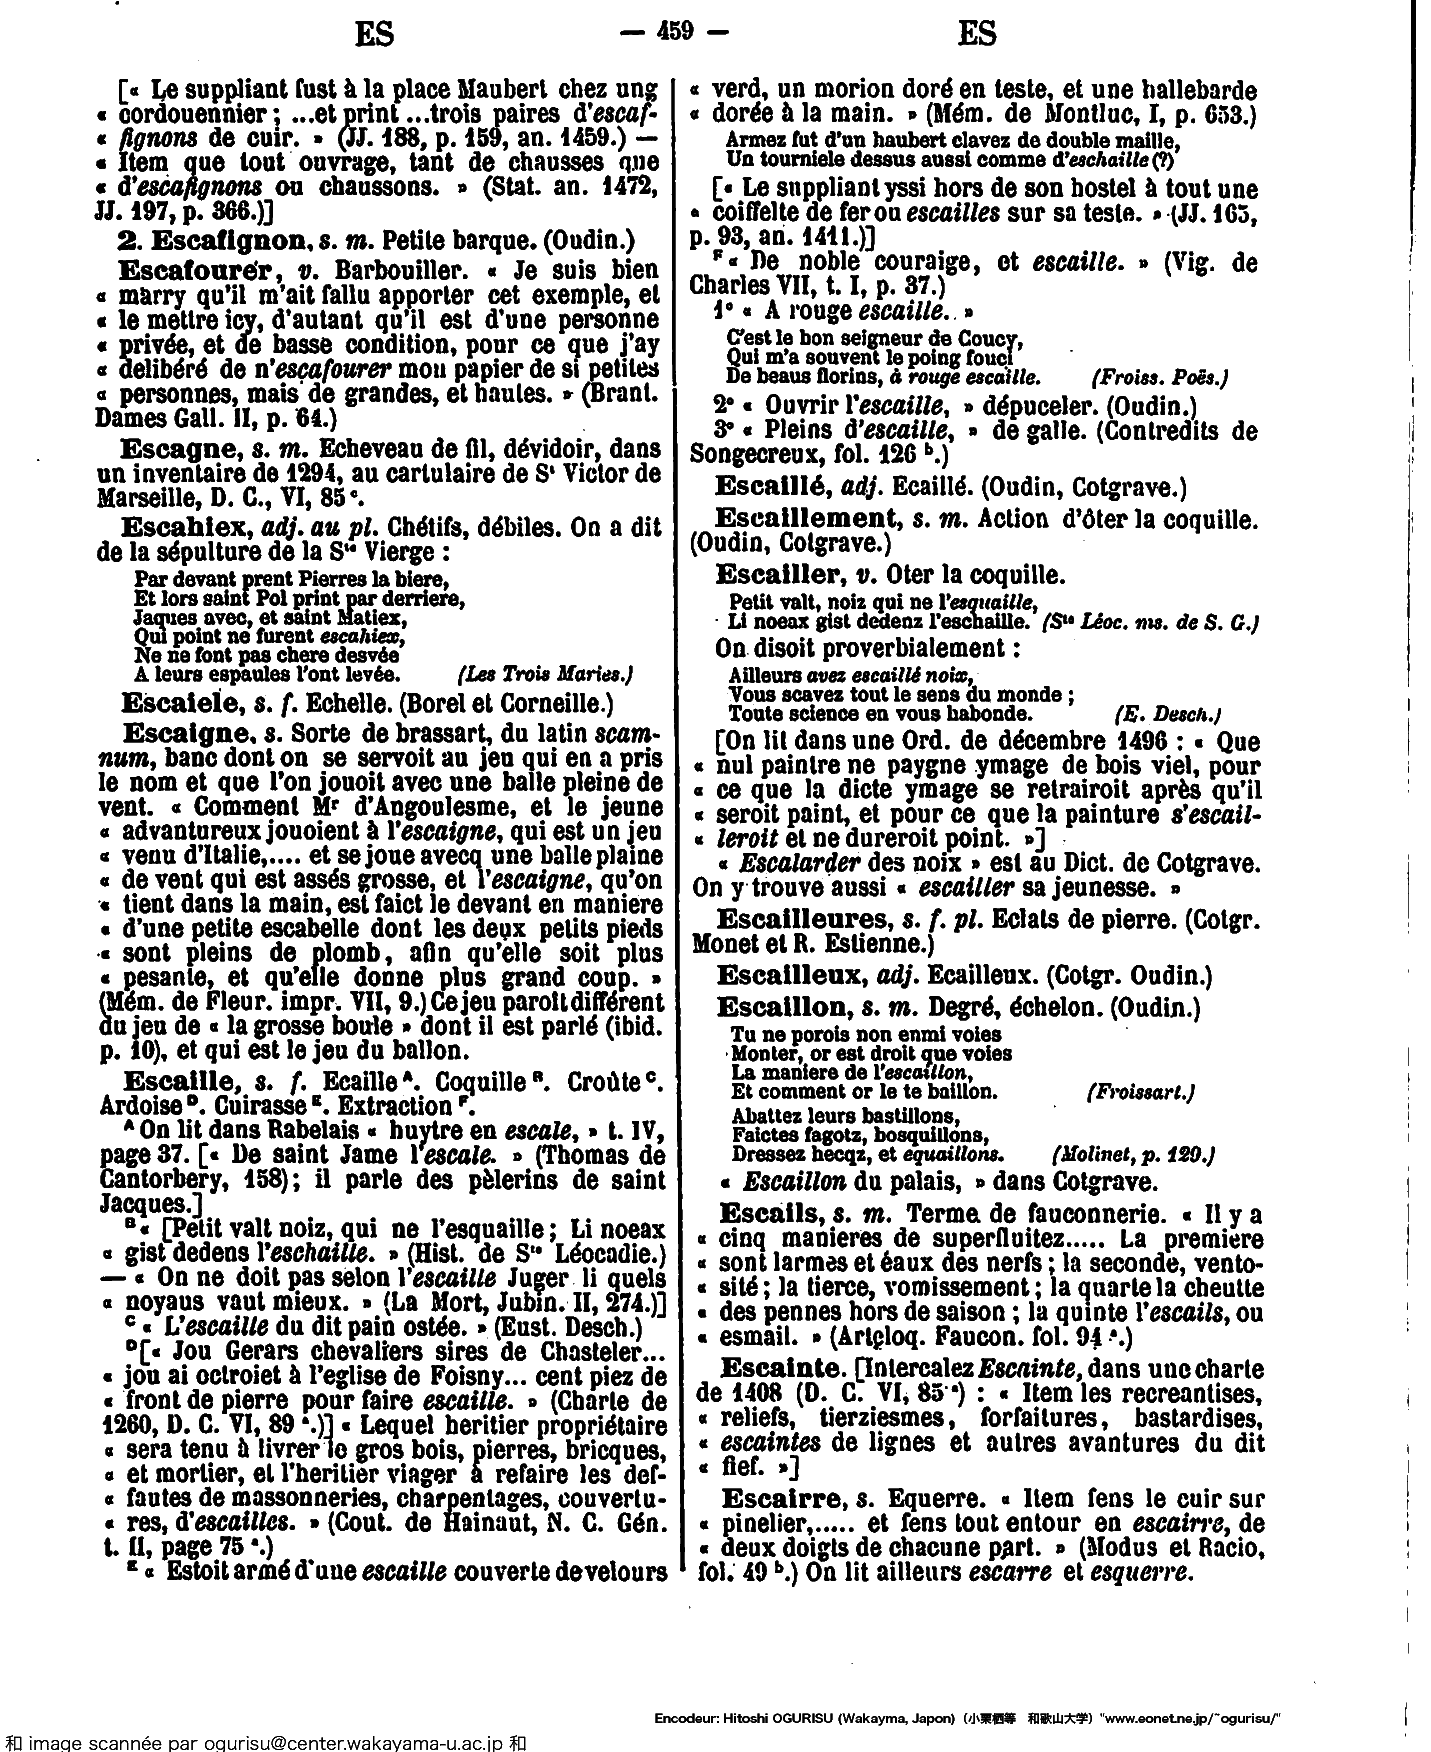 ES
— 459 —
ES
[« Le suppliant fust à la place Maubert chez ung
« cordouennier ; ...et print ...trois paires d'escaf-
« fignons de cuir. » (JJ. 188, p. 159, an. 1459.) —
« Item que tout ouvrage, tant de chausses que
« d'escafignons ou chaussons. » (Stat. an. 1472,
JJ. 197, p. 366.)]
2. Escafignon, s. m. Petite barque. (Oudin.)
Escafourer, v. Barbouiller. « Je suis bien
« marry qu'il m'ait fallu apporter cet exemple, et
« le mettre icy, d'autant qu'il est d'une personne
« privée, et de basse condition, pour ce que j'ay
« delibéré de n'escafourer mon papier de si petites
« personnes, mais de grandes, et hautes. » (Brant.
Dames Gall. II, p. 64.)
Escagne, s. m. Echeveau de fil, dévidoir, dans
un inventaire de 1294, au cartulaire de St Victor de
Marseille, D. C., VI, 85 c.
Escahiex, adj. au pl. Chétifs, débiles. On a dit
de la sépulture de la Ste Vierge :
Par devant prent Pierres la biere,
Et lors saint Pol print par derriere,
Jaques avec, et saint Matiex,
Qui point ne furent escahiex,
Ne ne font pas chere desvée
A leurs espaules l'ont levée. (Les Trois Maries.)
Escaiele, s. f. Echelle. (Borel et Corneille.)
Escaigne, s. Sorte de brassart, du latin scam-
num, banc dont on se servoit au jeu qui en a pris
le nom et que l'on jouoit avec une balle pleine de
vent. « Comment Mr d'Angoulesme, et le jeune
« advantureux jouoient à l'escaigne, qui est un jeu
« venu d'Italie,.... et se joue avecq une balle plaine
« de vent qui est assés grosse, et l'escaigne, qu'on
« tient dans la main, est faict le devant en maniere
« d'une petite escabelle dont les deux petits pieds
« sont pleins de plomb, afin qu'elle soit plus
« pesante, et qu'elle donne plus grand coup. »
(Mém. de Fleur. impr. VII, 9.) Ce jeu paroit différent
du jeu de « la grosse boule » dont il est parlé (ibid.
p. 10), et qui est le jeu du ballon.
Escaille, s. f. Ecaille A. Coquille B. Croûte C.
Ardoise D. Cuirasse E. Extraction F.
A On lit dans Rabelais « huytre en escale, » t. IV,
page 37. [« De saint Jame l'escale. » (Thomas de
Cantorbery, 158) ; il parle des pèlerins de saint
Jacques.]
B « [Petit valt noiz, qui ne l'esquaille ; Li noeax
« gist dedens l'eschaille. » (Hist. de Ste Léocadie.)
— « On ne doit pas selon l'escaille Juger li quels
« noyaus vaut mieux. » (La Mort, Jubin. II, 274.)]
C « L'escaille du dit pain ostée. » (Eust. Desch.)
D [« Jou Gerars chevaliers sires de Chasteler...
« jou ai octroiet à l'eglise de Foisny... cent piez de
« front de pierre pour faire escaille. » (Charte de
1260, D. C. VI, 89 a.)] « Lequel heritier propriétaire
« sera tenu à livrer le gros bois, pierres, bricques,
« et mortier, et l'heritier viager à refaire les def-
« fautes de massonneries, charpentages, couvertu-
« res, d'escailles. » (Cout. de Hainaut, N. C. Gén.
t. II, page 75 a.)
E « Estoit armé d'une escaille couverte de velours
« verd, un morion doré en teste, et une hallebarde
« dorée à la main. » (Mém. de Montluc, I, p. 653.)
Armez fut d'un haubert clavez de double maille,
Un tourniele dessus aussi comme d'eschaille (?)
[« Le suppliant yssi hors de son hostel à tout une
« coiffelte de fer ou escailles sur sa teste. » (JJ. 165,
p. 93, an. 1411.)]
F « De noble couraige, et escaille. » (Vig. de
Charles VII, t. I, p. 37.)
1° « A rouge escaille. »
C'est le bon seigneur de Coucy,
Qui m'a souvent le poing fouci
De beaus florins, à rouge escaille. (Froiss. Poës.)
2° « Ouvrir l'escaille, » dépuceler. (Oudin.)
3° « Pleins d'escaille, » de galle. (Contredits de
Songecreux, fol. 126 b.)
Escaillé, adj. Ecaillé. (Oudin, Cotgrave.)
Escaillement, s. m. Action d'ôter la coquille.
(Oudin, Cotgrave.)
Escailler, v. Oter la coquille.
Petit valt, noiz qui ne l'esquaille,
Li noeax gist dedenz l'eschaille. (Ste Léoc. ms. de S. G.)
On disoit proverbialement :
Ailleurs avez escaillé noix,
Vous scavez tout le sens du monde ;
Toute science en vous habonde. (E. Desch.)
[On lit dans une Ord. de décembre 1496 : « Que
« nul paintre ne paygne ymage de bois viel, pour
« ce que la dicte ymage se retrairoit après qu'il
« seroit paint, et pour ce que la painture s'escail-
« leroit et ne dureroit point. »]
« Escalarder des noix » est au Dict. de Cotgrave.
On y trouve aussi « escailler sa jeunesse. »
Escailleures, s. f. pl. Eclats de pierre. (Cotgr.
Monet et R. Estienne.)
Escailleux, adj. Ecailleux. (Cotgr. Oudin.)
Escaillon, s. m. Degré, échelon. (Oudin.)
Tu ne porois non enmi voies
Monter, or est droit que voies
La maniere de l'escaillon,
Et comment or le te baillon. (Froissart.)
Abattez leurs bastillons,
Faictes fagotz, bosquillons,
Dressez hecqz, et equaillons. (Molinet, p. 129.)
« Escaillon du palais, » dans Cotgrave.
Escails, s. m. Terme de fauconnerie. « Il y a
« cinq manieres de superfluitez..... La premiere
« sont larmes et éaux des nerfs ; la seconde, vento-
« sité ; la tierce, vomissement ; la quarte la cheutte
« des pennes hors de saison ; la quinte l'escails, ou
« esmail. » (Arteloq. Faucon. fol. 94 a.)
Escainte. [Intercalez Escainte, dans une charte
de 1408 (D. C. VI, 85 a) : « Item les recreantises,
« reliefs, tierziesmes, forfaitures, bastardises,
« escaintes de lignes et autres avantures du dit
« fief. »]
Escairre, s. Equerre. « Item fens le cuir sur
« pinelier,..... et fens tout entour en escairre, de
« deux doigts de chacune part. » (Modus et Racio,
fol. 49 b.) On lit ailleurs escarre et esquerre.
Encodeur: Hitoshi OGURISU (Wakayma, Japon)（小栗栖等 和歌山大学）"www.eonet.ne.jp/~ogurisu/"
和 image scannée par ogurisu@center.wakayama-u.ac.jp 和